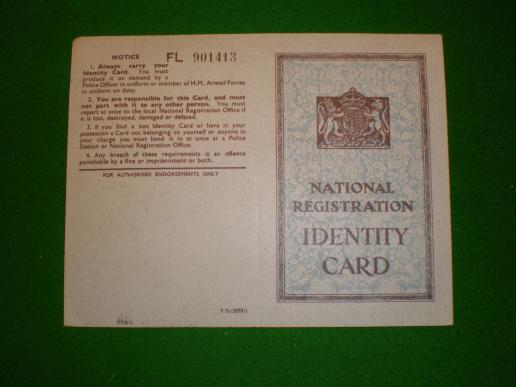 NOTICE FL 901413
1. Always carry your
Identity Card. You must
produce it on demand by a
Police Officer in uniform or member of H.M. Armed Forces
in uniform on duty.
2. You are responsible for this Card, and must
not part with it to any other person. You must
report at once to the local National Registration Office if
it is lost, destroyed, damaged or defaced.
3. If you find a lost Identity Card or have in your
possession a Card not belonging to yourself or anyone in
your charge you must hand it in at once at a Police
Station or National Registration Office.
4. Any breach of these requirements is an offence
punishable by a fine or imprisonment or both.
FOR AUTHORISED ENDORSEMENTS ONLY
NATIONAL
REGISTRATION
IDENTITY
CARD